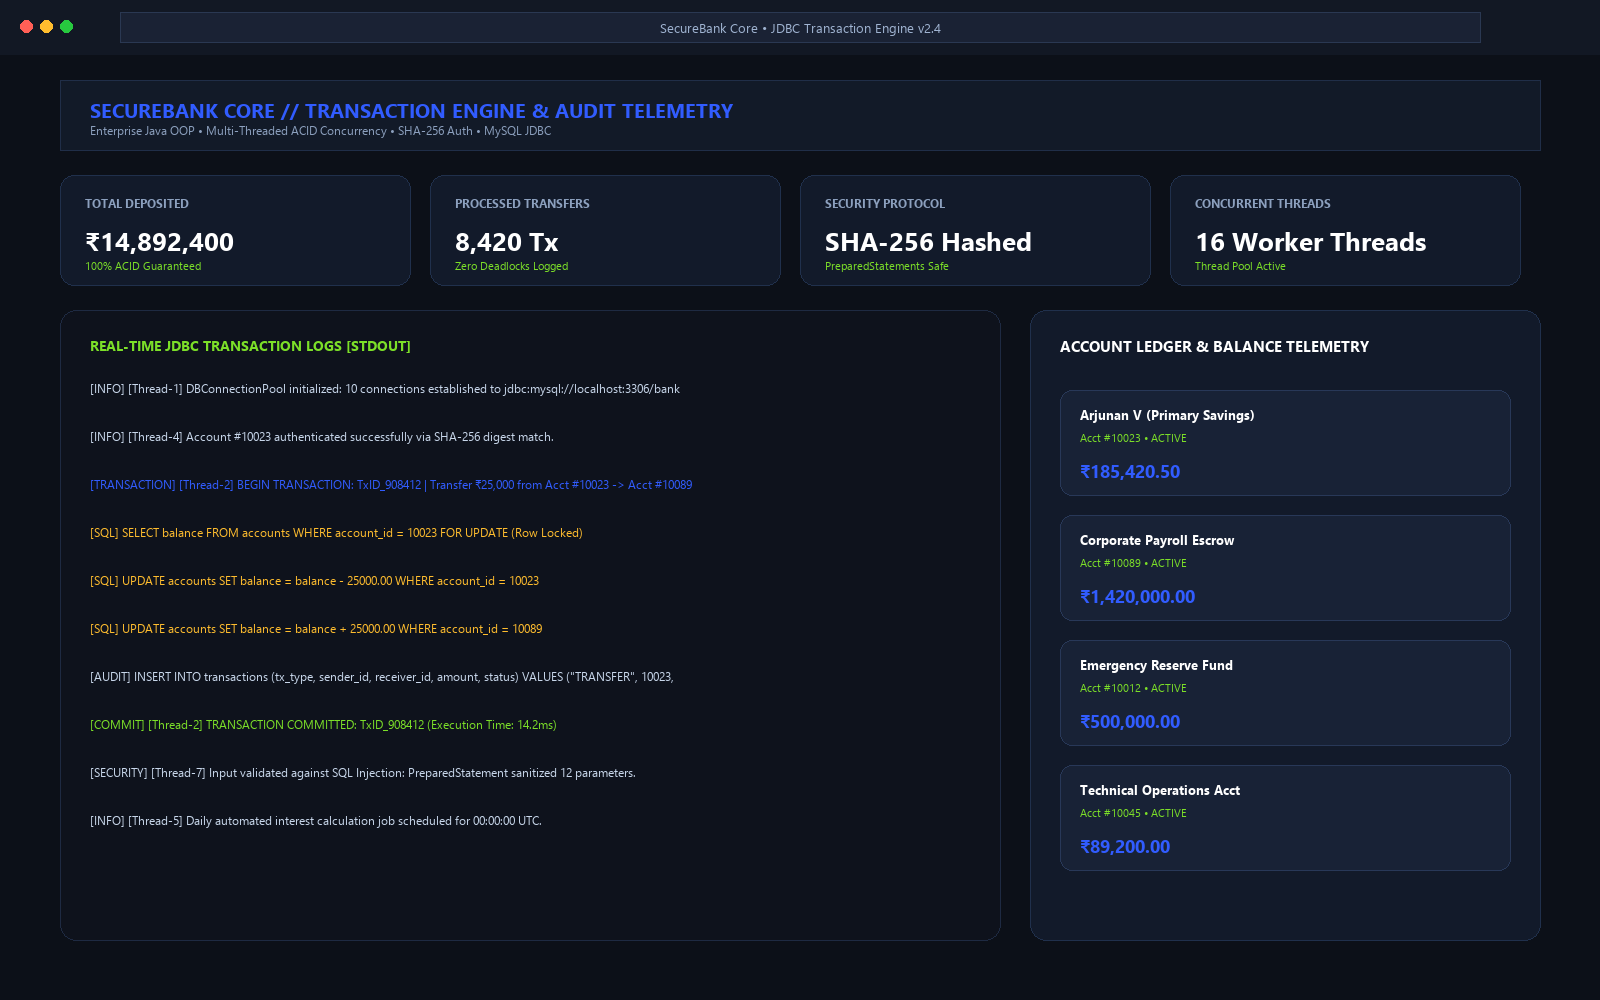 SecureBank Core • JDBC Transaction Engine v2.4
SECUREBANK CORE // TRANSACTION ENGINE & AUDIT TELEMETRY
Enterprise Java OOP • Multi-Threaded ACID Concurrency • SHA-256 Auth • MySQL JDBC
TOTAL DEPOSITED
₹14,892,400
100% ACID Guaranteed
PROCESSED TRANSFERS
8,420 Tx
Zero Deadlocks Logged
SECURITY PROTOCOL
SHA-256 Hashed
PreparedStatements Safe
CONCURRENT THREADS
16 Worker Threads
Thread Pool Active
REAL-TIME JDBC TRANSACTION LOGS [STDOUT]
[INFO] [Thread-1] DBConnectionPool initialized: 10 connections established to jdbc:mysql://localhost:3306/bank
[INFO] [Thread-4] Account #10023 authenticated successfully via SHA-256 digest match.
[TRANSACTION] [Thread-2] BEGIN TRANSACTION: TxID_908412 | Transfer ₹25,000 from Acct #10023 -> Acct #10089
[SQL] SELECT balance FROM accounts WHERE account_id = 10023 FOR UPDATE (Row Locked)
[SQL] UPDATE accounts SET balance = balance - 25000.00 WHERE account_id = 10023
[SQL] UPDATE accounts SET balance = balance + 25000.00 WHERE account_id = 10089
[AUDIT] INSERT INTO transactions (tx_type, sender_id, receiver_id, amount, status) VALUES ("TRANSFER", 10023,
[COMMIT] [Thread-2] TRANSACTION COMMITTED: TxID_908412 (Execution Time: 14.2ms)
[SECURITY] [Thread-7] Input validated against SQL Injection: PreparedStatement sanitized 12 parameters.
[INFO] [Thread-5] Daily automated interest calculation job scheduled for 00:00:00 UTC.
ACCOUNT LEDGER & BALANCE TELEMETRY
Arjunan V (Primary Savings)
Acct #10023 • ACTIVE
₹185,420.50
Corporate Payroll Escrow
Acct #10089 • ACTIVE
₹1,420,000.00
Emergency Reserve Fund
Acct #10012 • ACTIVE
₹500,000.00
Technical Operations Acct
Acct #10045 • ACTIVE
₹89,200.00